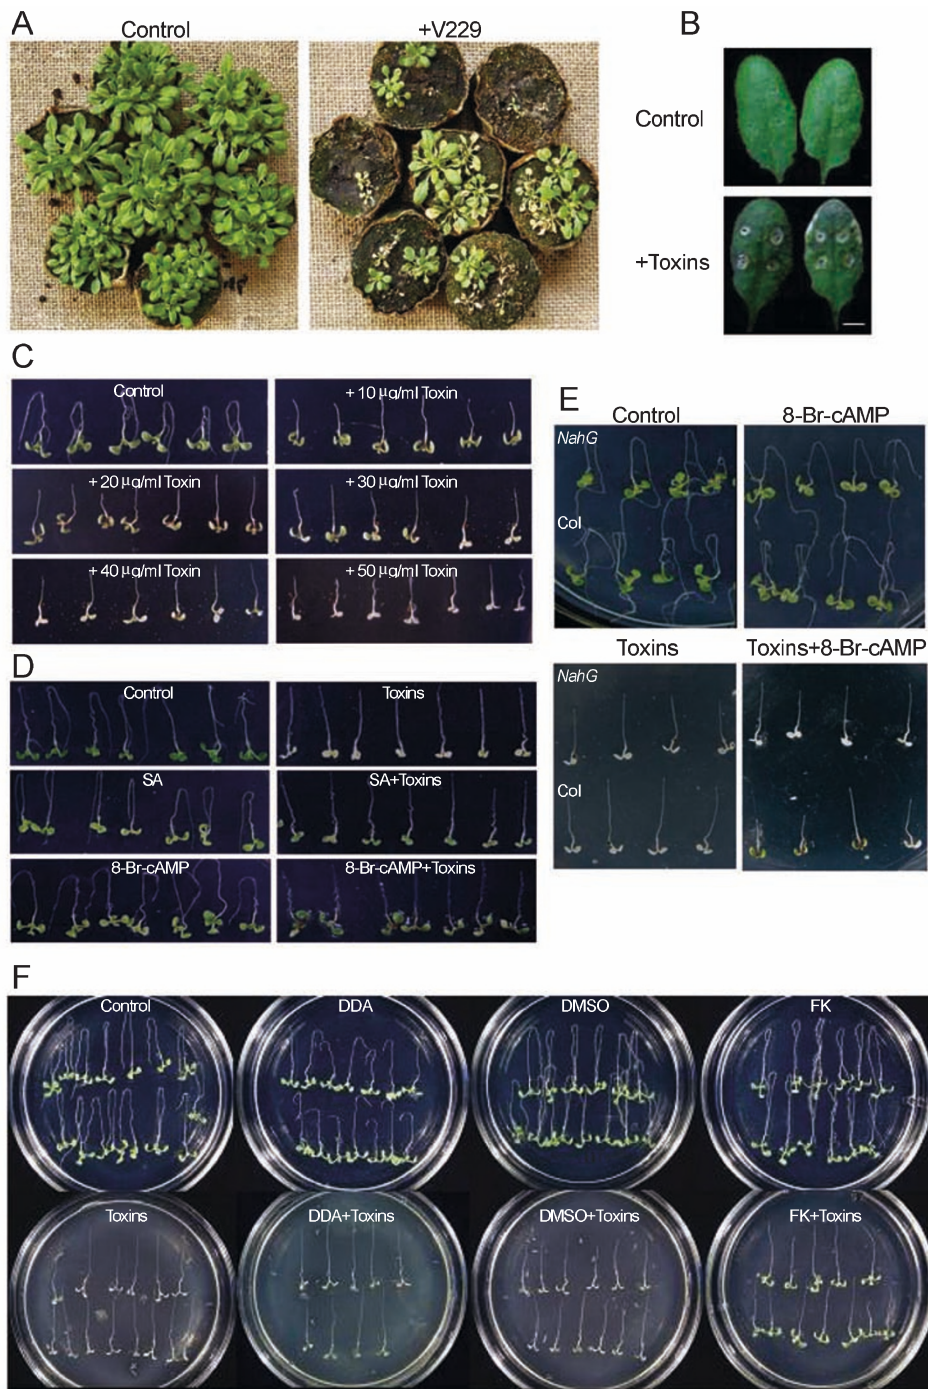 A
Control
+V229
B
Control
+Toxins
C
Control
+ 10 μg/ml Toxin
+ 20 μg/ml Toxin
+ 30 μg/ml Toxin
+ 40 μg/ml Toxin
+ 50 μg/ml Toxin
D
Control
Toxins
SA
SA+Toxins
8-Br-cAMP
8-Br-cAMP+Toxins
E
Control
8-Br-cAMP
NahG
Col
Toxins
Toxins+8-Br-cAMP
NahG
Col
F
Control
DDA
DMSO
FK
Toxins
DDA+Toxins
DMSO+Toxins
FK+Toxins